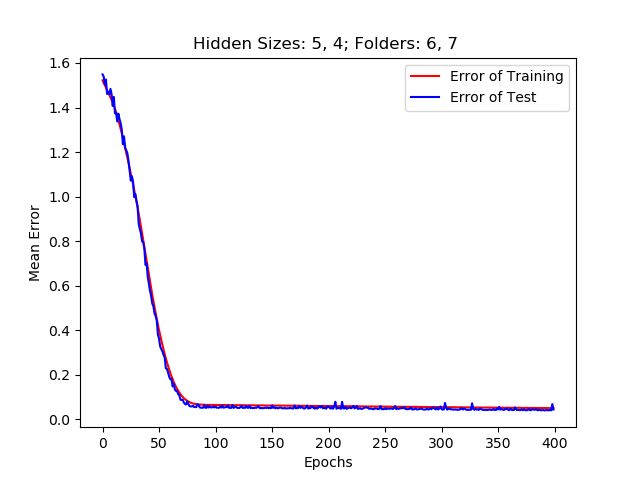 Hidden Sizes: 5, 4; Folders: 6, 7
Error of Training
Error of Test
Mean Error
1.6
1.4
1.2
1.0
0.8
0.6
0.4
0.2
0.0
0 50 100 150 200 250 300 350 400
Epochs